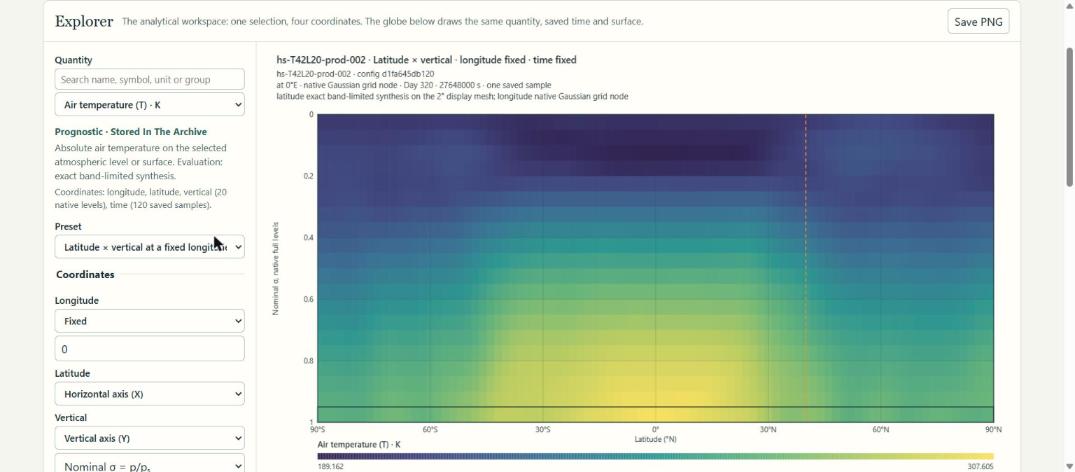 Explorer The analytical workspace: one selection, four coordinates. The globe below draws the same quantity, saved time and surface.
Save PNG
Quantity
Search name, symbol, unit or group
Air temperature (T) · K
Prognostic · Stored In The Archive
Absolute air temperature on the selected
atmospheric level or surface. Evaluation:
exact band-limited synthesis.
Coordinates: longitude, latitude, vertical (20
native levels), time (120 saved samples).
Preset
Latitude × vertical at a fixed
Coordinates
Longitude
Fixed
0
Latitude
Horizontal axis (X)
Vertical
Vertical axis (Y)
Nominal σ = p/pₛ
hs-T42L20-prod-002 · Latitude × vertical · longitude fixed · time fixed
hs-T42L20-prod-002 · config d1fa645db120
at 0°E · native Gaussian grid node · Day 320 · 27648000 s · one saved sample
latitude exact band-limited synthesis on the 2° display mesh; longitude native Gaussian grid node
Nominal σ, native full levels
0
0.2
0.4
0.6
0.8
1
90°S 60°S 30°S 0° 30°N 60°N 90°N
Latitude (°N)
Air temperature (T) · K
189.162 307.605